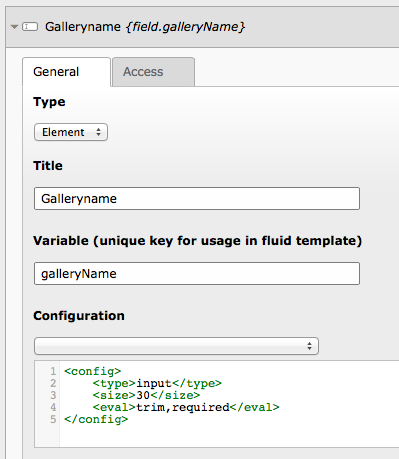 Galleryname {field.galleryName}
General Access
Type
Element
Title
Galleryname
Variable (unique key for usage in fluid template)
galleryName
Configuration
1 <config>
2     <type>input</type>
3     <size>30</size>
4     <eval>trim,required</eval>
5 </config>